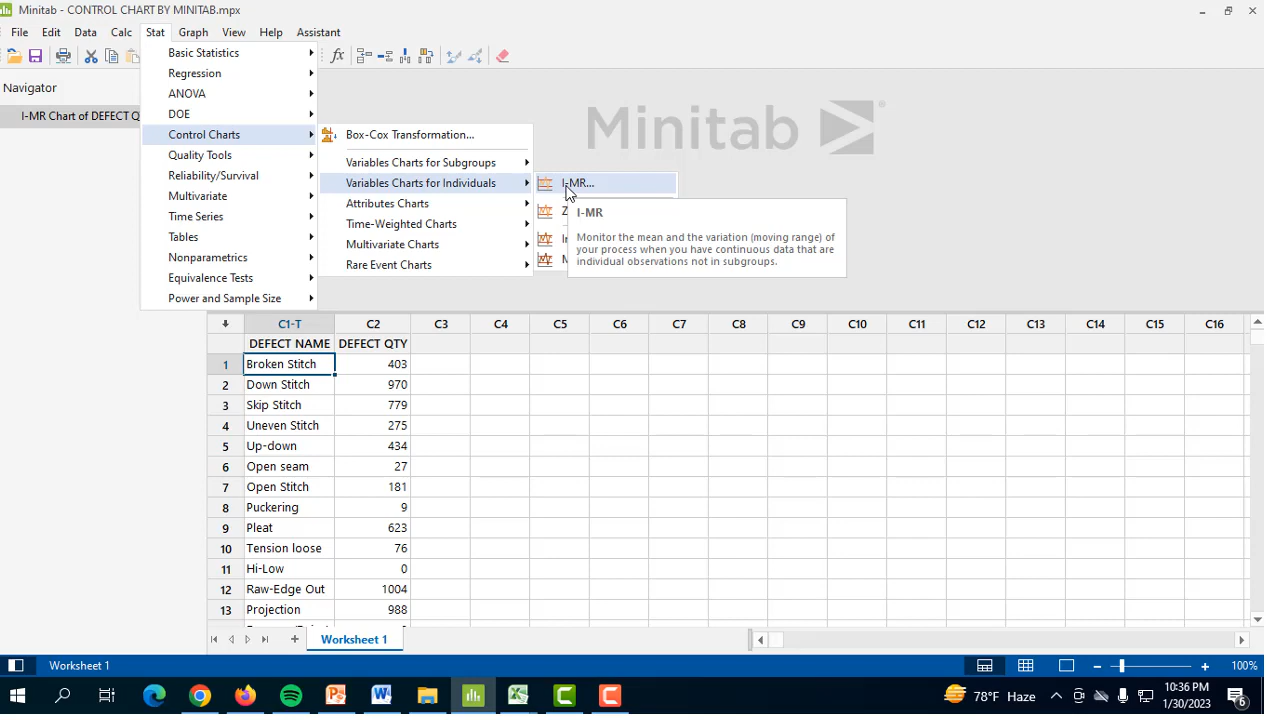 Minitab - CONTROL CHART BY MINITAB.mpx
File Edit Data Calc Stat Graph View Help Assistant
Navigator
I-MR Chart of DEFECT Q
Basic Statistics
Regression
ANOVA
DOE
Control Charts
Quality Tools
Reliability/Survival
Multivariate
Time Series
Tables
Nonparametrics
Equivalence Tests
Power and Sample Size
Box-Cox Transformation...
Variables Charts for Subgroups
Variables Charts for Individuals
Attributes Charts
Time-Weighted Charts
Multivariate Charts
Rare Event Charts
I-MR...
Z
In
M
I-MR
Monitor the mean and the variation (moving range) of
your process when you have continuous data that are
individual observations not in subgroups.
Minitab
C1-T C2 C3 C4 C5 C6 C7 C8 C9 C10 C11 C12 C13 C14 C15 C16
DEFECT NAME DEFECT QTY
1 Broken Stitch 403
2 Down Stitch 970
3 Skip Stitch 779
4 Uneven Stitch 275
5 Up-down 434
6 Open seam 27
7 Open Stitch 181
8 Puckering 9
9 Pleat 623
10 Tension loose 76
11 Hi-Low 0
12 Raw-Edge Out 1004
13 Projection 988
Worksheet 1
Worksheet 1
100%
78°F Haze
10:36 PM
1/30/2023
6